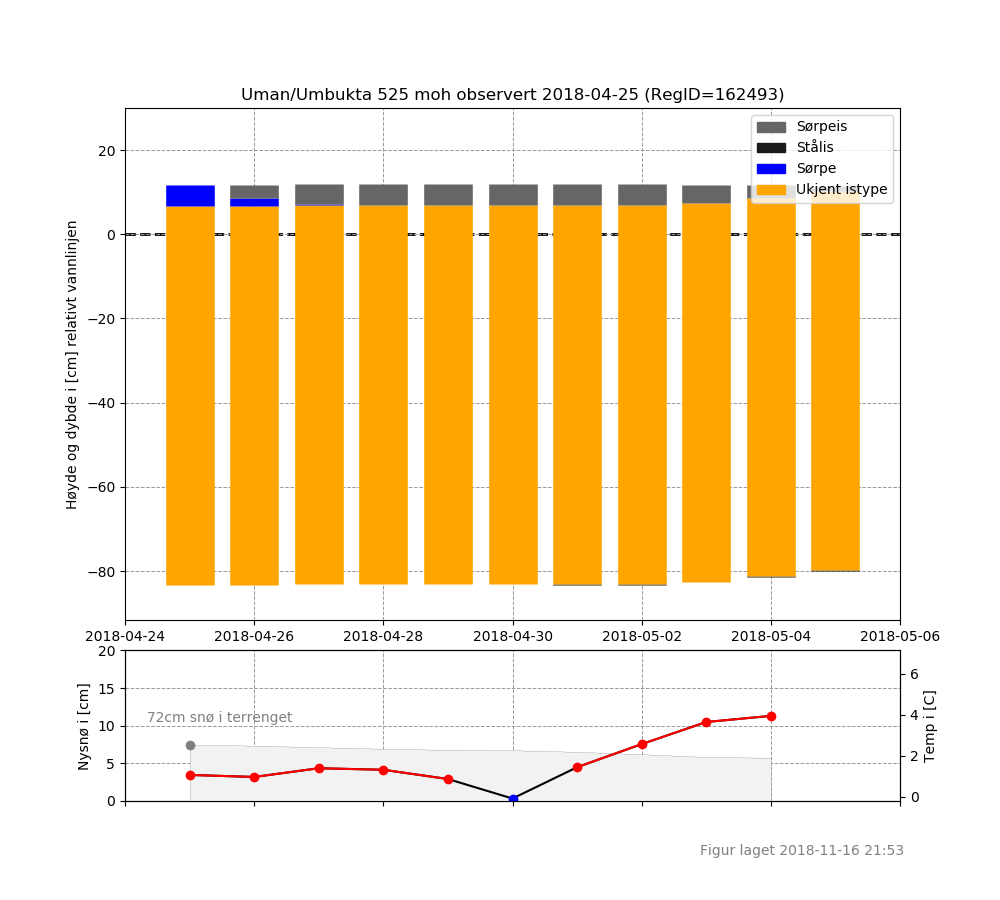 Uman/Umbukta 525 moh observert 2018-04-25 (RegID=162493)
Sørpeis
Stålis
Sørpe
Ukjent istype
Høyde og dybde i [cm] relativt vannlinjen
20
0
−20
−40
−60
−80
2018-04-24 2018-04-26 2018-04-28 2018-04-30 2018-05-02 2018-05-04 2018-05-06
Nysnø i [cm]
20
15
10
5
0
72cm snø i terrenget
6
4
2
0
Temp i [C]
Figur laget 2018-11-16 21:53